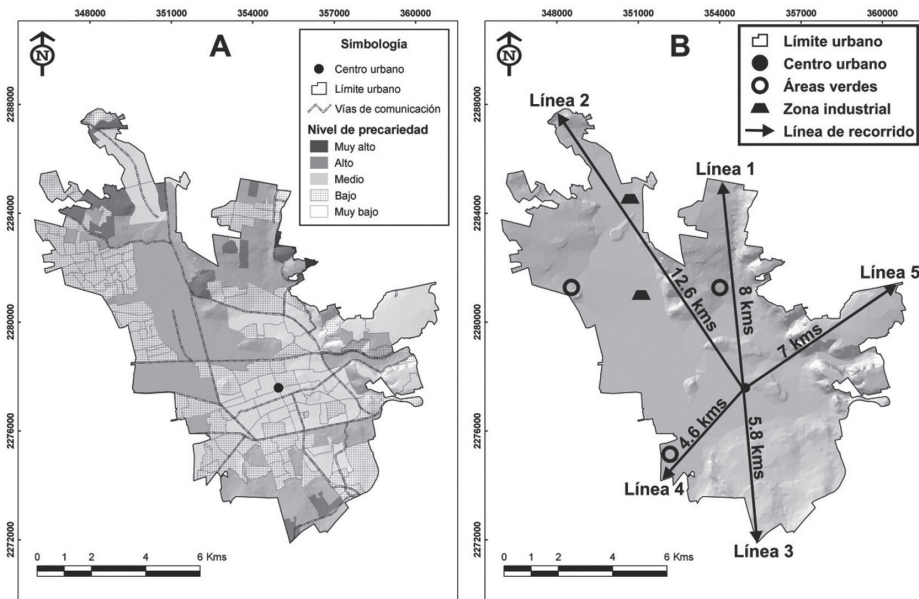 348000 351000 354000 357000 360000
A
N
Simbología
Centro urbano
Límite urbano
Vías de comunicación
Nivel de precariedad
Muy alto
Alto
Medio
Bajo
Muy bajo
2288000
2284000
2280000
2276000
2272000
0 1 2 4 6 Kms
348000 351000 354000 357000 360000
B
N
Límite urbano
Centro urbano
Áreas verdes
Zona industrial
Línea de recorrido
Línea 2
Línea 1
Línea 5
12.6 kms
8 kms
7 kms
4.6 kms
5.8 kms
Línea 4
Línea 3
2288000
2284000
2280000
2276000
2272000
0 1 2 4 6 Kms